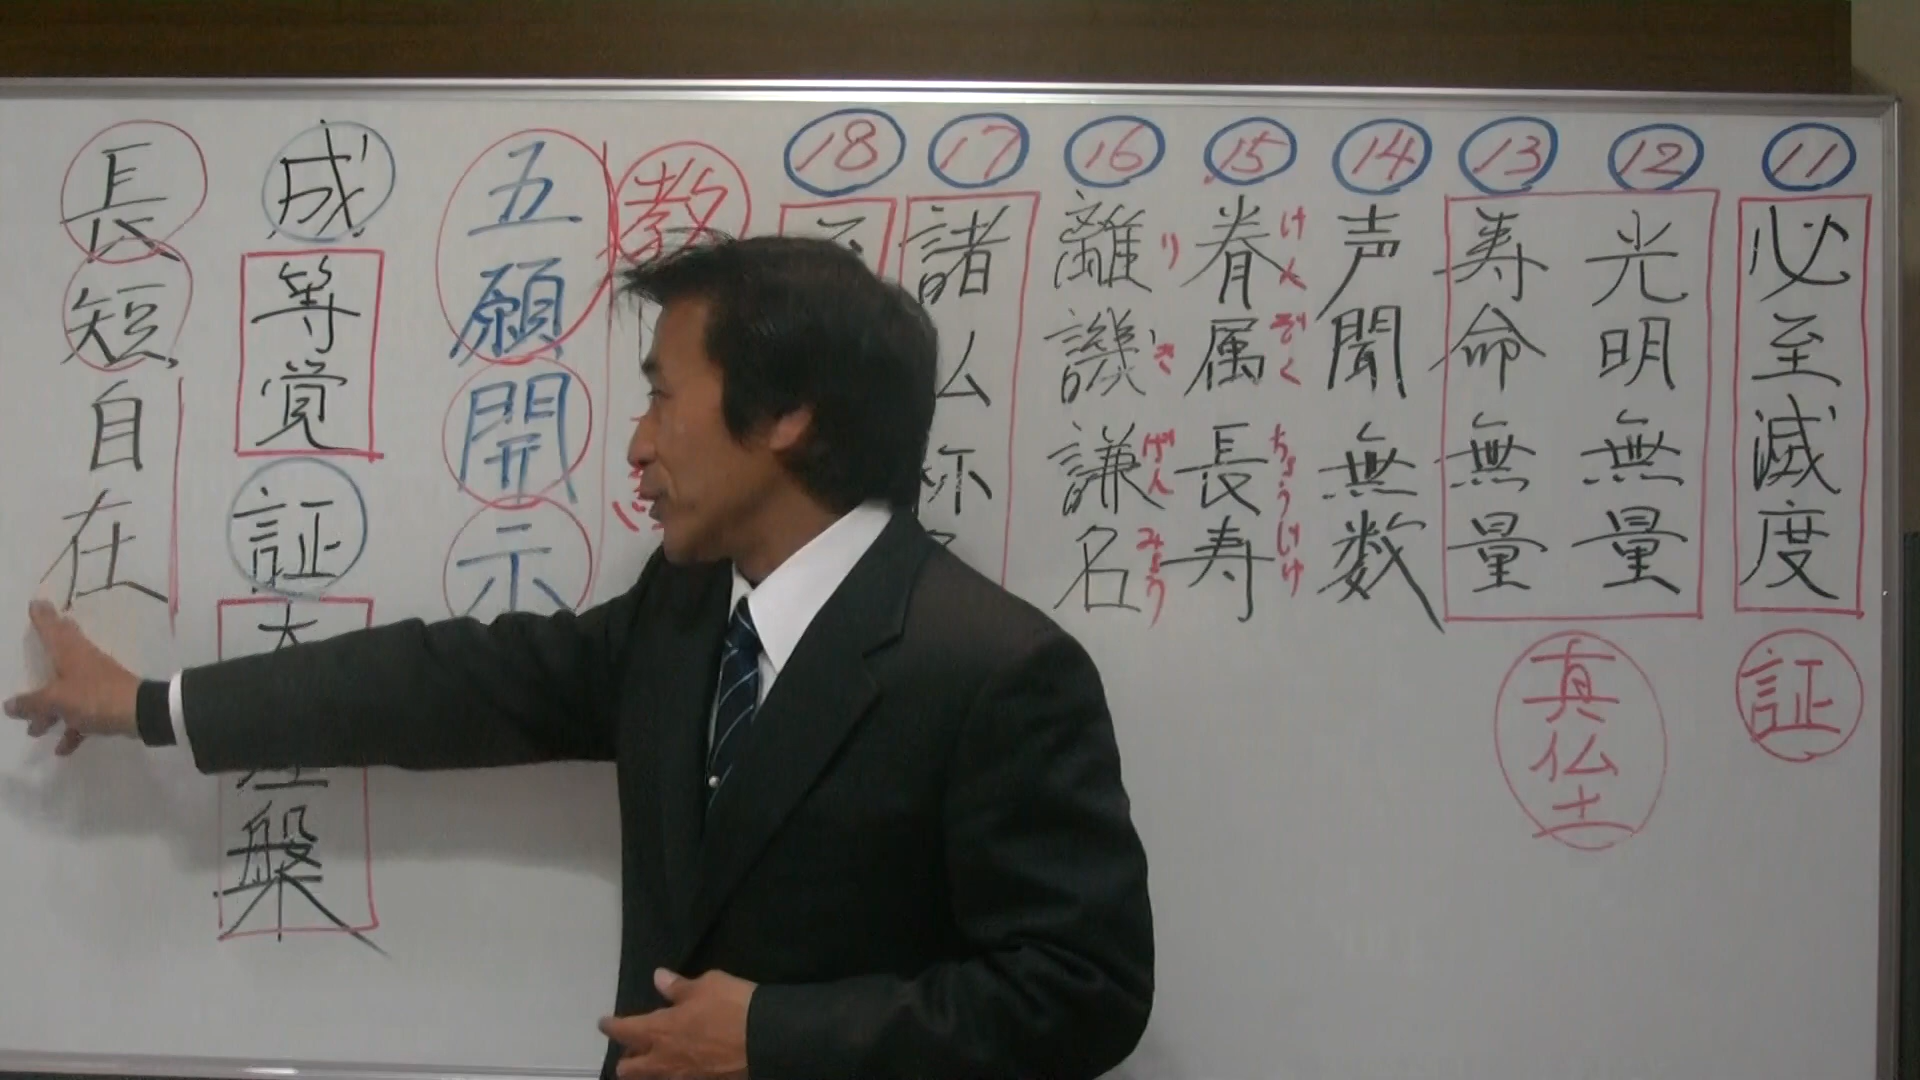 11
必至滅度
証
12
光明無量
13
寿命無量
真仏土
14
声聞無数
15
眷属長寿
けんぞくちょうじゅ
16
離譏謙名
りきげんみょう
17
諸仏称
18
教
五願開示
成等覚証大涅槃
長短自在